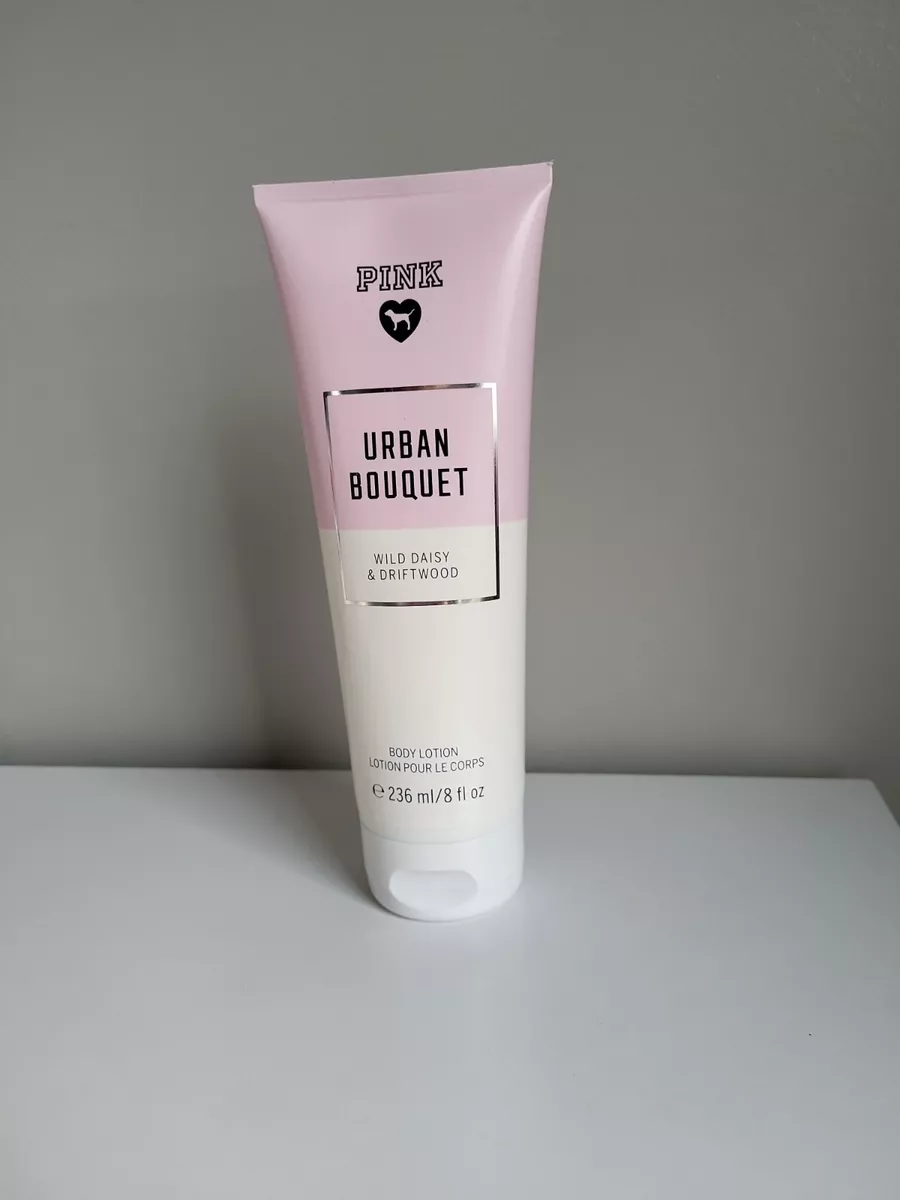 PINK
URBAN
BOUQUET
WILD DAISY
& DRIFTWOOD
BODY LOTION
LOTION POUR LE CORPS
℮ 236 ml/8 fl oz